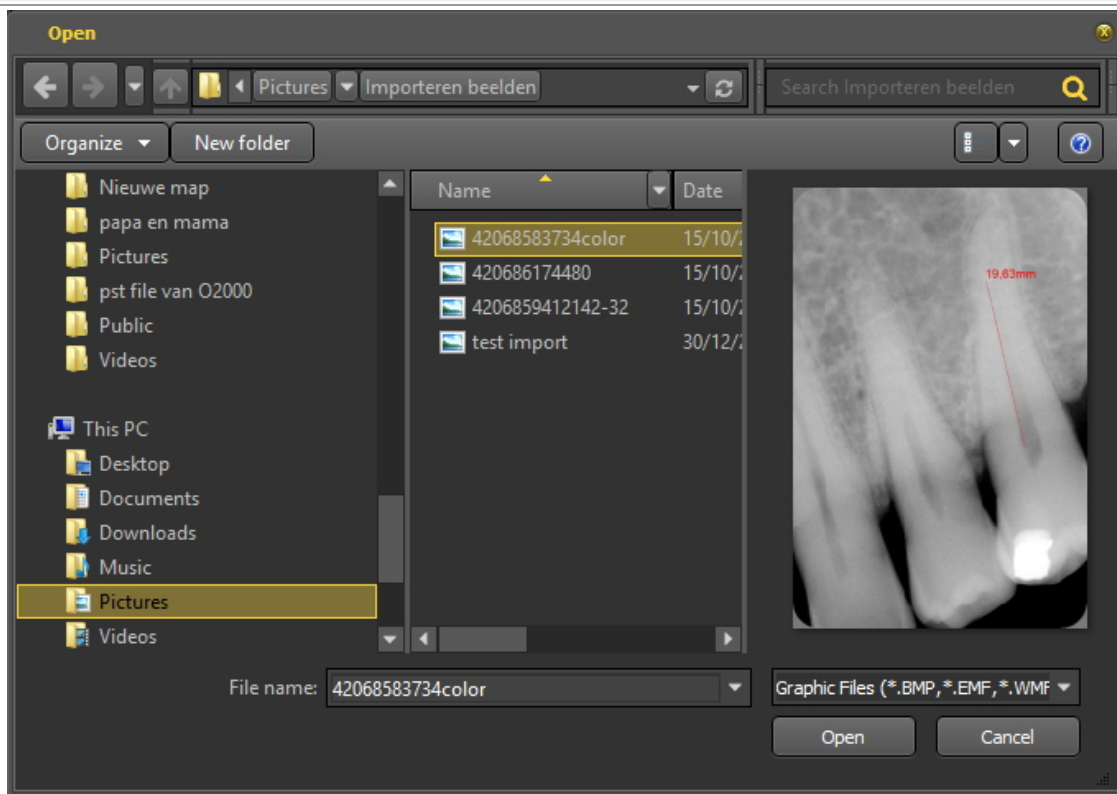 Open
Pictures Importeren beelden
Search Importeren beelden
Organize
New folder
Nieuwe map
papa en mama
Pictures
pst file van O2000
Public
Videos
This PC
Desktop
Documents
Downloads
Music
Pictures
Videos
Name Date
42068583734color 15/10/
420686174480 15/10/
4206859412142-32 15/10/
test import 30/12/
19,63mm
File name: 42068583734color
Graphic Files (*.BMP,*.EMF,*.WMF
Open
Cancel